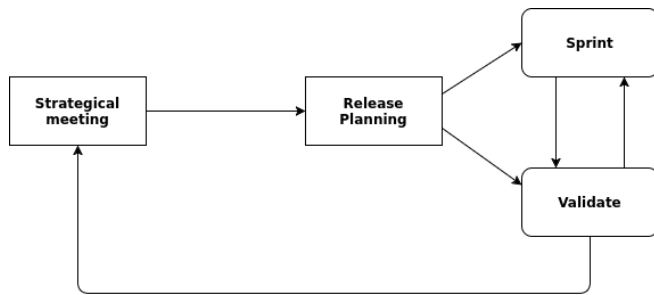 Strategical
meeting
Release
Planning
Sprint
Validate